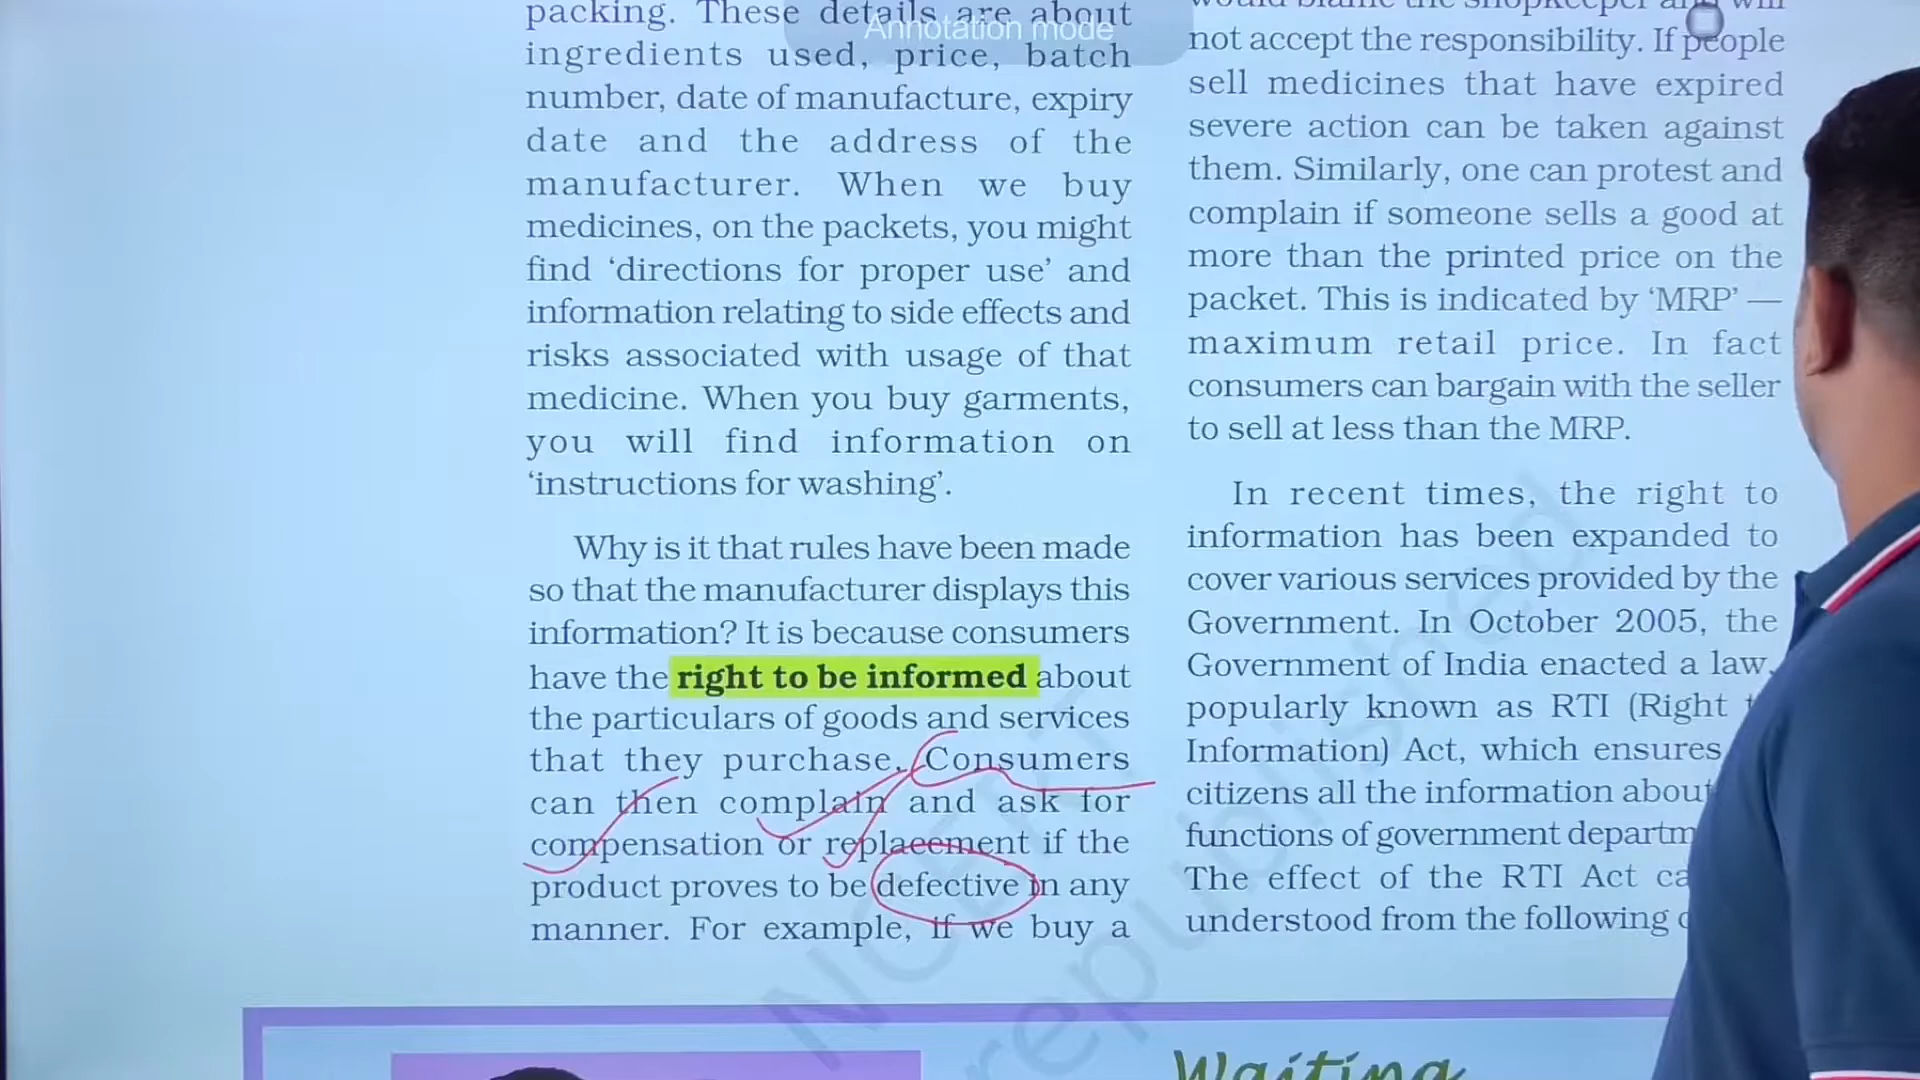 Annotation mode
packing. These details are about
ingredients used, price, batch
number, date of manufacture, expiry
date and the address of the
manufacturer. When we buy
medicines, on the packets, you might
find ‘directions for proper use’ and
information relating to side effects and
risks associated with usage of that
medicine. When you buy garments,
you will find information on
‘instructions for washing’.
Why is it that rules have been made
so that the manufacturer displays this
information? It is because consumers
have the right to be informed about
the particulars of goods and services
that they purchase. Consumers
can then complain and ask for
compensation or replacement if the
product proves to be defective in any
manner. For example, if we buy a
would blame the shopkeeper and will
not accept the responsibility. If people
sell medicines that have expired
severe action can be taken against
them. Similarly, one can protest and
complain if someone sells a good at
more than the printed price on the
packet. This is indicated by ‘MRP’ —
maximum retail price. In fact
consumers can bargain with the seller
to sell at less than the MRP.
In recent times, the right to
information has been expanded to
cover various services provided by the
Government. In October 2005, the
Government of India enacted a law,
popularly known as RTI (Right
Information) Act, which ensures
citizens all the information about
functions of government
The effect of the RTI Act
understood from the following
NCERT
republished
Waiting